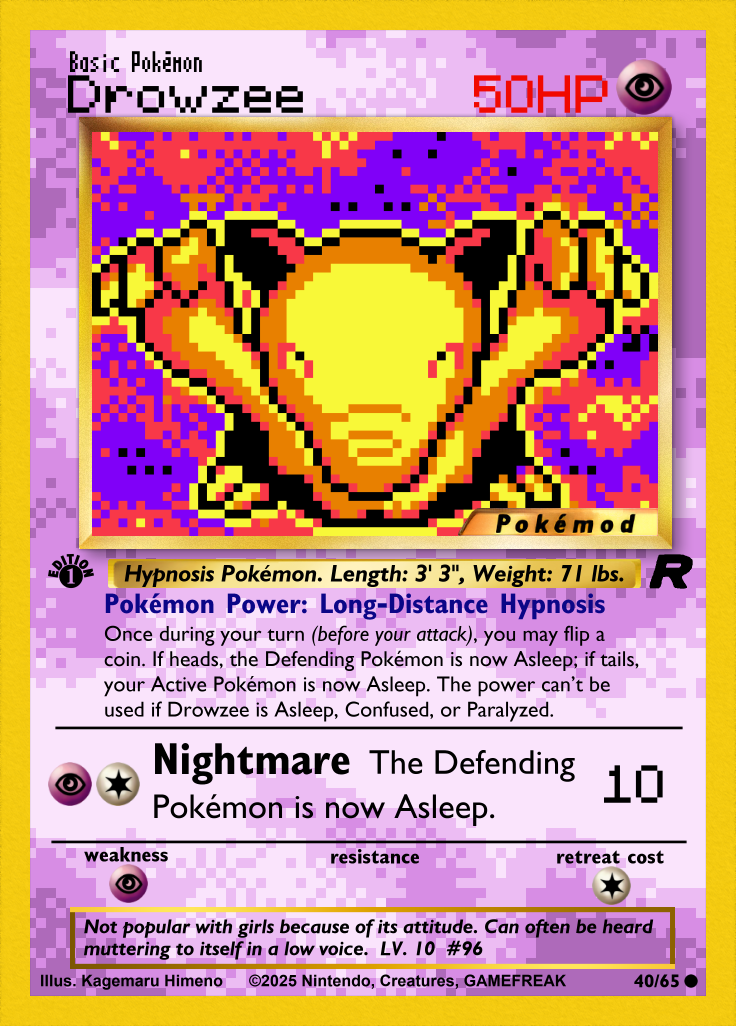 Basic Pokémon
Drowzee 50HP
Pokémod
EDITION
1
Hypnosis Pokémon. Length: 3' 3", Weight: 71 lbs. R
Pokémon Power: Long-Distance Hypnosis
Once during your turn (before your attack), you may flip a
coin. If heads, the Defending Pokémon is now Asleep; if tails,
your Active Pokémon is now Asleep. The power can't be
used if Drowzee is Asleep, Confused, or Paralyzed.
Nightmare The Defending
Pokémon is now Asleep.
10
weakness resistance retreat cost
Not popular with girls because of its attitude. Can often be heard
muttering to itself in a low voice. LV. 10 #96
Illus. Kagemaru Himeno ©2025 Nintendo, Creatures, GAMEFREAK 40/65